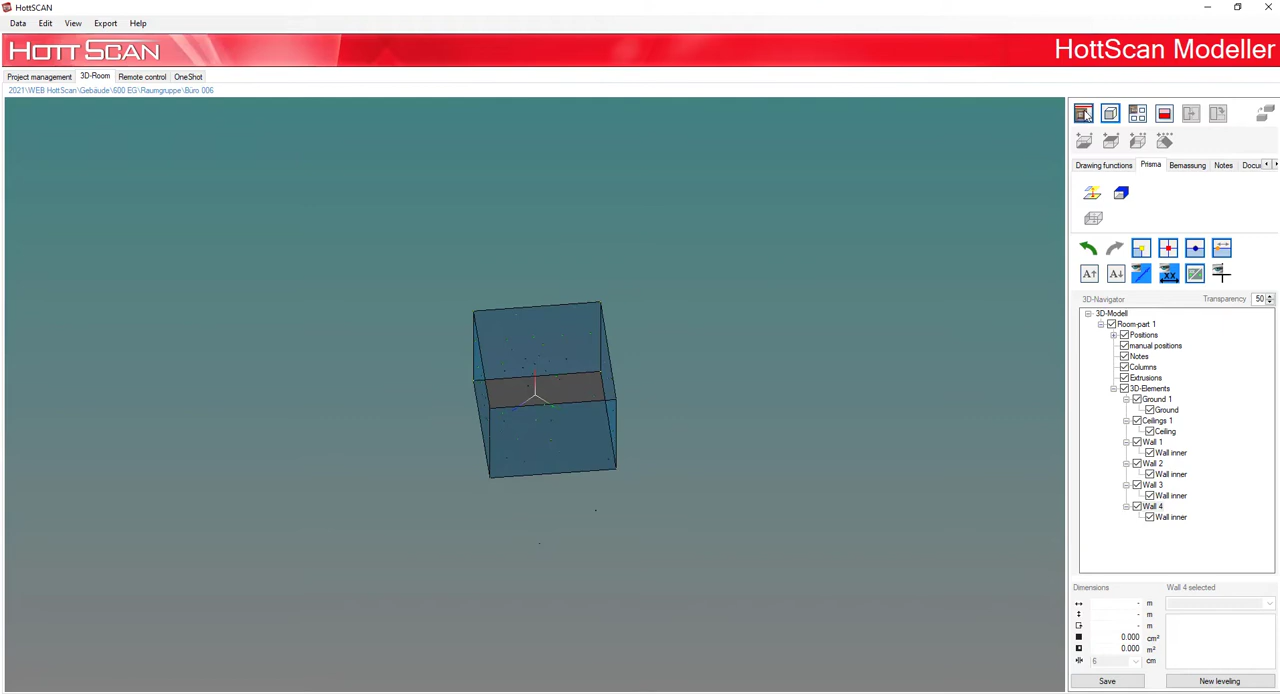 HottSCAN
Data Edit View Export Help
HOTTSCAN
HottScan Modeller
Project management 3D-Room Remote control OneShot
2021\WEB HottScan\Gebäude\600 EG\Raumgruppe\Büro 006
Drawing functions Prisma Bemassung Notes Docu
A↑ A↓ XX
3D-Navigator Transparency 50
3D-Modell
Room-part 1
Positions
manual positions
Notes
Columns
Extrusions
3D-Elements
Ground 1
Ground
Ceilings 1
Ceiling
Wall 1
Wall inner
Wall 2
Wall inner
Wall 3
Wall inner
Wall 4
Wall inner
Dimensions Wall 4 selected
- m
- m
- m
0.000 cm²
0.000 m²
6 cm
Save New leveling